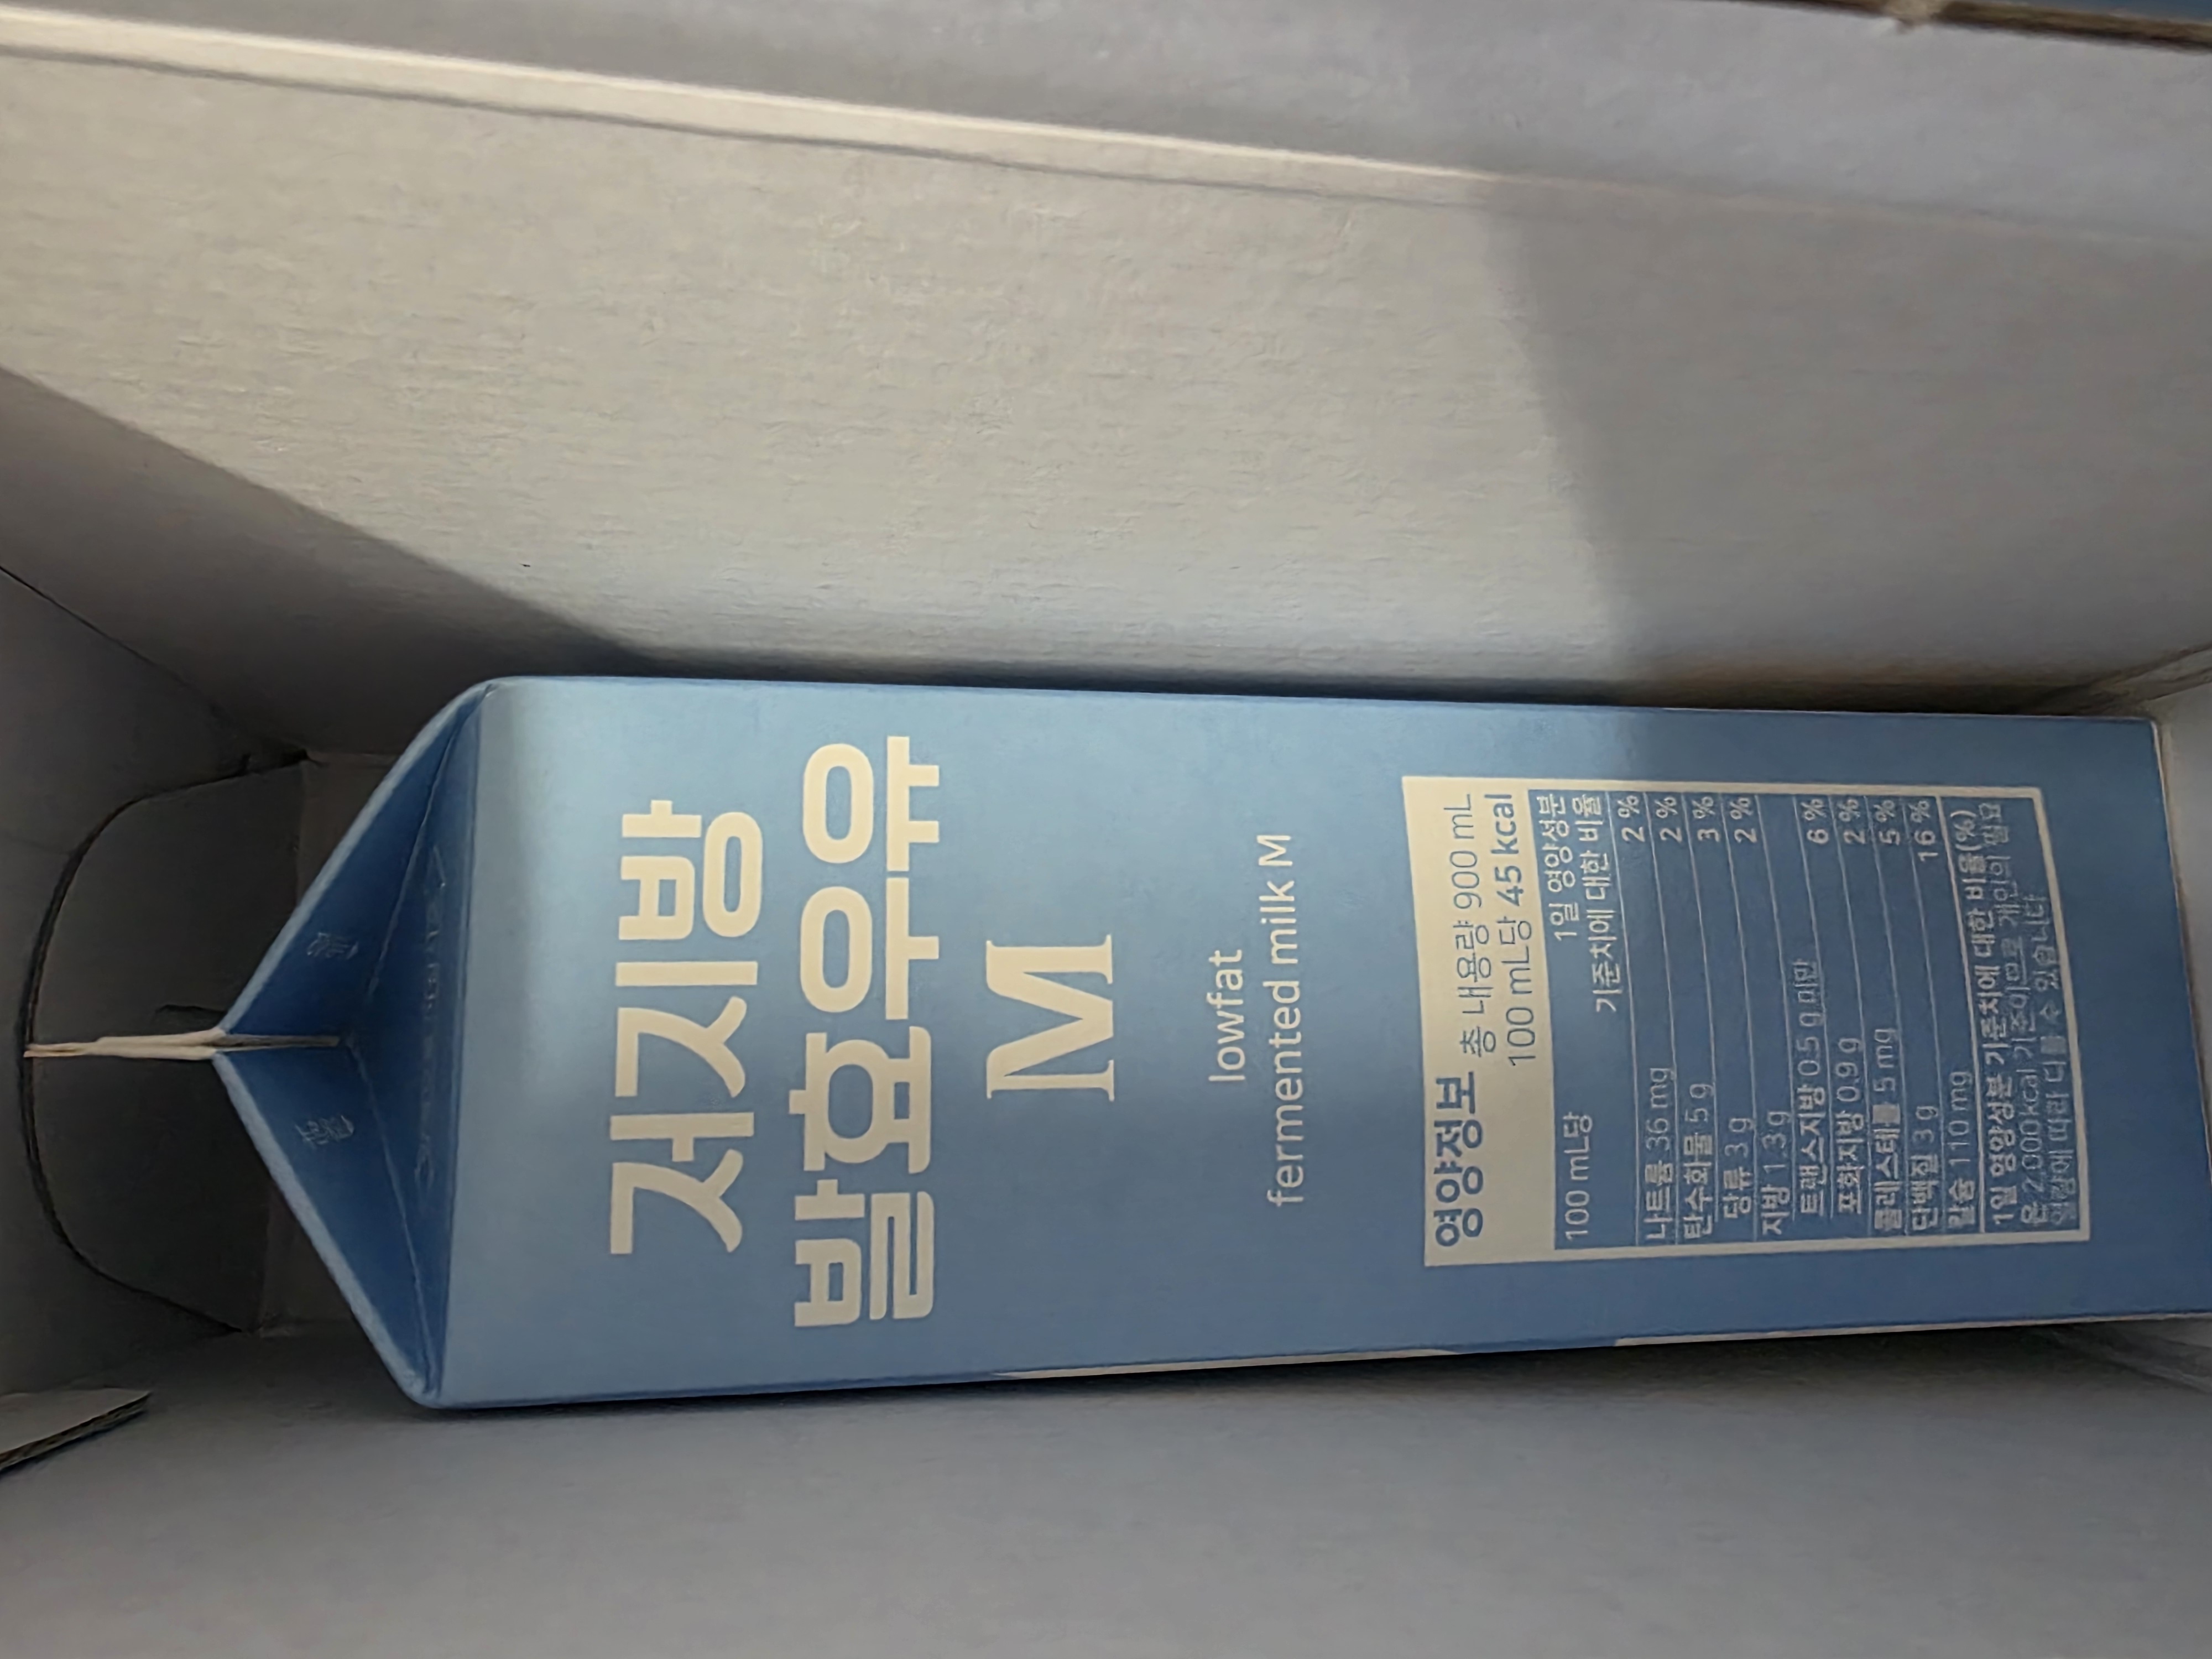 저지방
발효유유
M
lowfat
fermented milk M
영양정보 총 내용량 900 mL
100 mL당 45 kcal
100 mL당 1일 영양성분
기준치에 대한 비율
나트륨 36 mg 2 %
탄수화물 5 g 2 %
당류 3 g 3 %
지방 1.3 g 2 %
트랜스지방 0.5 g 미만
포화지방 0.9 g 6 %
콜레스테롤 5 mg 2 %
단백질 3 g 5 %
칼슘 110 mg 16 %
1일 영양성분 기준치에 대한 비율(%)
은 2,000 kcal 기준이므로 개인의 필요
열량에 따라 다를 수 있습니다